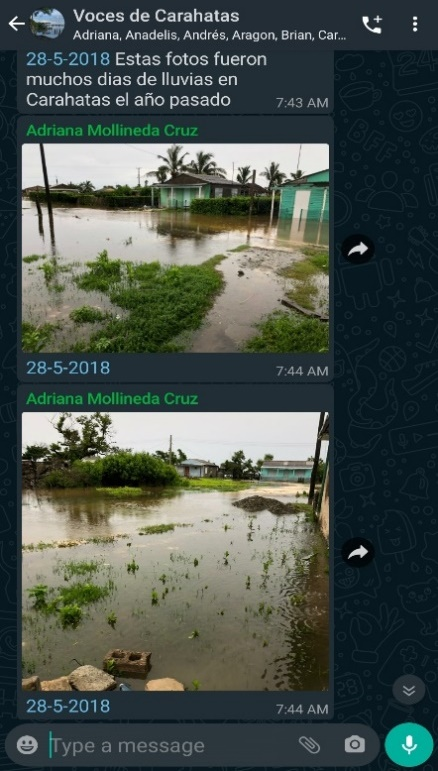 Voces de Carahatas
Adriana, Anadelis, Andrés, Aragon, Brian, Car...
28-5-2018 Estas fotos fueron
muchos dias de lluvias en
Carahatas el año pasado
7:43 AM
Adriana Mollineda Cruz
28-5-2018
7:44 AM
Adriana Mollineda Cruz
28-5-2018
7:44 AM
Type a message